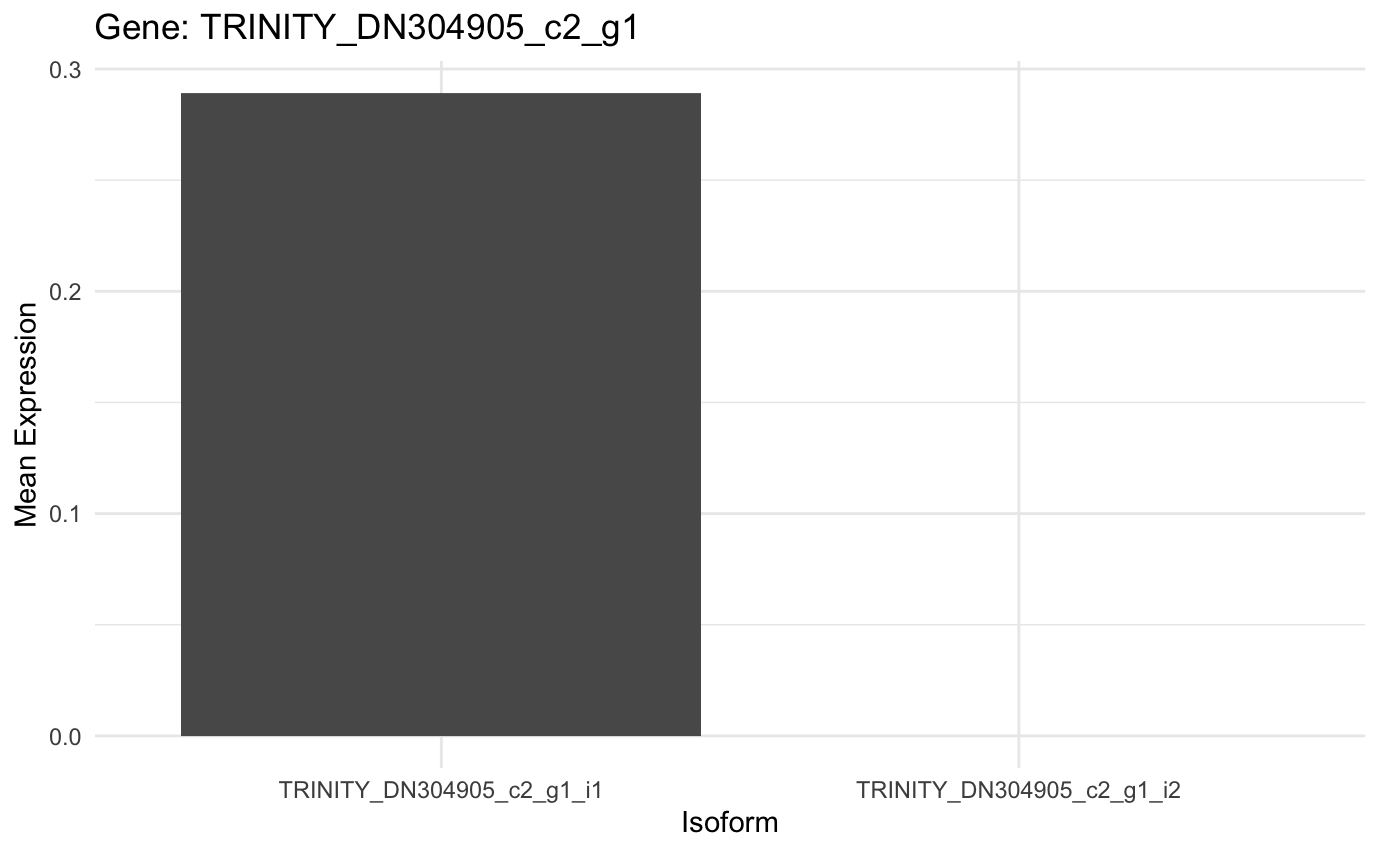 Gene: TRINITY_DN304905_c2_g1
0.3
0.2
0.1
0.0
Mean Expression
TRINITY_DN304905_c2_g1_i1
TRINITY_DN304905_c2_g1_i2
Isoform